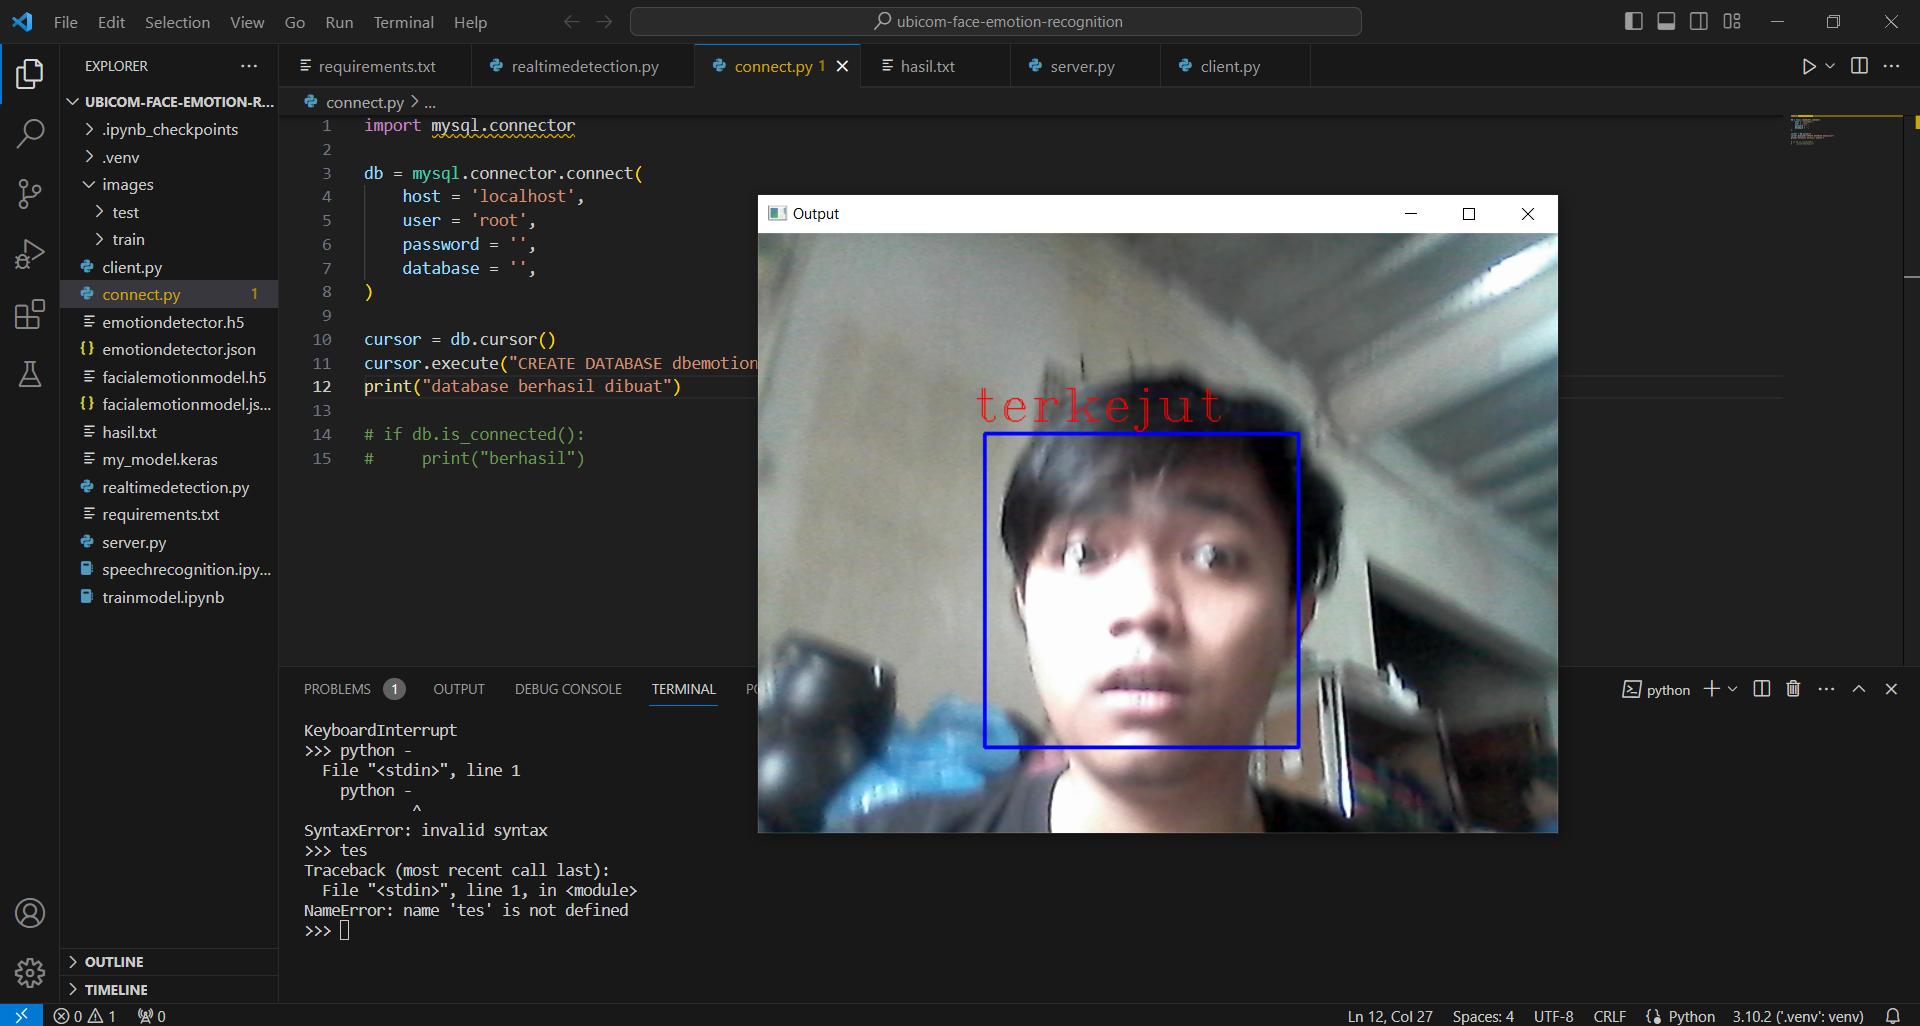 File Edit Selection View Go Run Terminal Help
ubicom-face-emotion-recognition
EXPLORER
UBICOM-FACE-EMOTION-R...
.ipynb_checkpoints
.venv
images
test
train
client.py
connect.py 1
emotiondetector.h5
emotiondetector.json
facialemotionmodel.h5
facialemotionmodel.js...
hasil.txt
my_model.keras
realtimedetection.py
requirements.txt
server.py
speechrecognition.ipy...
trainmodel.ipynb
OUTLINE
TIMELINE
requirements.txt realtimedetection.py connect.py 1 hasil.txt server.py client.py
connect.py > ...
1 import mysql.connector
2
3 db = mysql.connector.connect(
4 host = 'localhost',
5 user = 'root',
6 password = '',
7 database = '',
8 )
9
10 cursor = db.cursor()
11 cursor.execute("CREATE DATABASE dbemotion
12 print("database berhasil dibuat")
13
14 # if db.is_connected():
15 #     print("berhasil")
Output
terkejut
PROBLEMS 1 OUTPUT DEBUG CONSOLE TERMINAL
python
KeyboardInterrupt
>>> python -
  File "<stdin>", line 1
    python -
            ^
SyntaxError: invalid syntax
>>> tes
Traceback (most recent call last):
  File "<stdin>", line 1, in <module>
NameError: name 'tes' is not defined
>>>
0 1 0
Ln 12, Col 27 Spaces: 4 UTF-8 CRLF Python 3.10.2 ('.venv': venv)